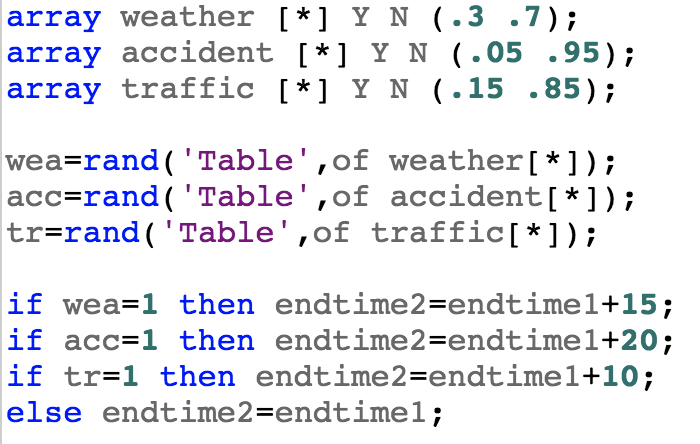 array weather [*] Y N (.3 .7);
array accident [*] Y N (.05 .95);
array traffic [*] Y N (.15 .85);
wea=rand('Table',of weather[*]);
acc=rand('Table',of accident[*]);
tr=rand('Table',of traffic[*]);
if wea=1 then endtime2=endtime1+15;
if acc=1 then endtime2=endtime1+20;
if tr=1 then endtime2=endtime1+10;
else endtime2=endtime1;